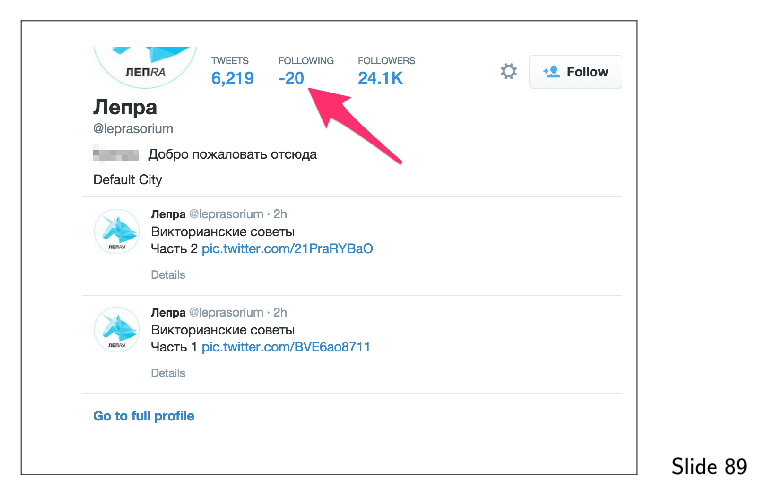 ЛЕПRA
TWEETS FOLLOWING FOLLOWERS
6,219 -20 24.1K
Follow
Лепра
@leprasorium
Добро пожаловать отсюда
Default City
Лепра @leprasorium · 2h
Викторианские советы
Часть 2 pic.twitter.com/21PraRYBaO
ЛЕПRA
Details
Лепра @leprasorium · 2h
Викторианские советы
Часть 1 pic.twitter.com/BVE6ao8711
ЛЕПRA
Details
Go to full profile
Slide 89